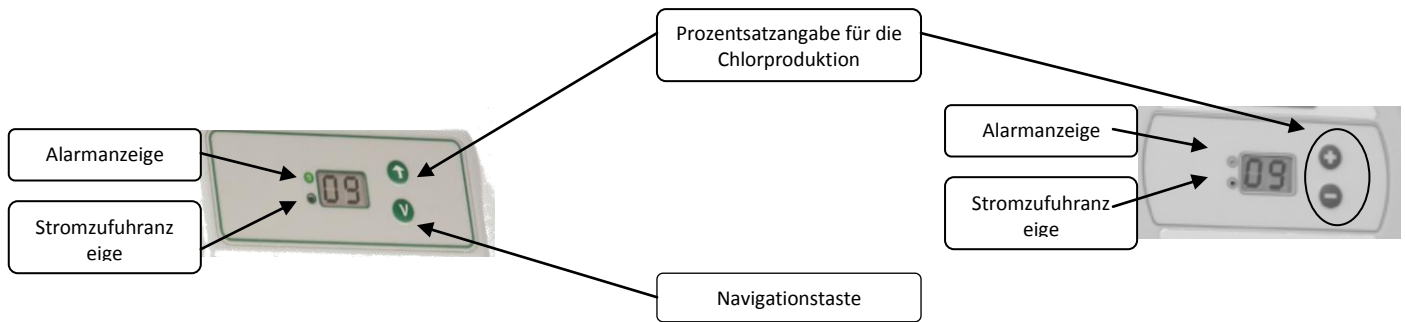 Prozentsatzangabe für die
Chlorproduktion
Alarmanzeige
Stromzufuhranz
eige
09
Alarmanzeige
Stromzufuhranz
eige
09
Navigationstaste